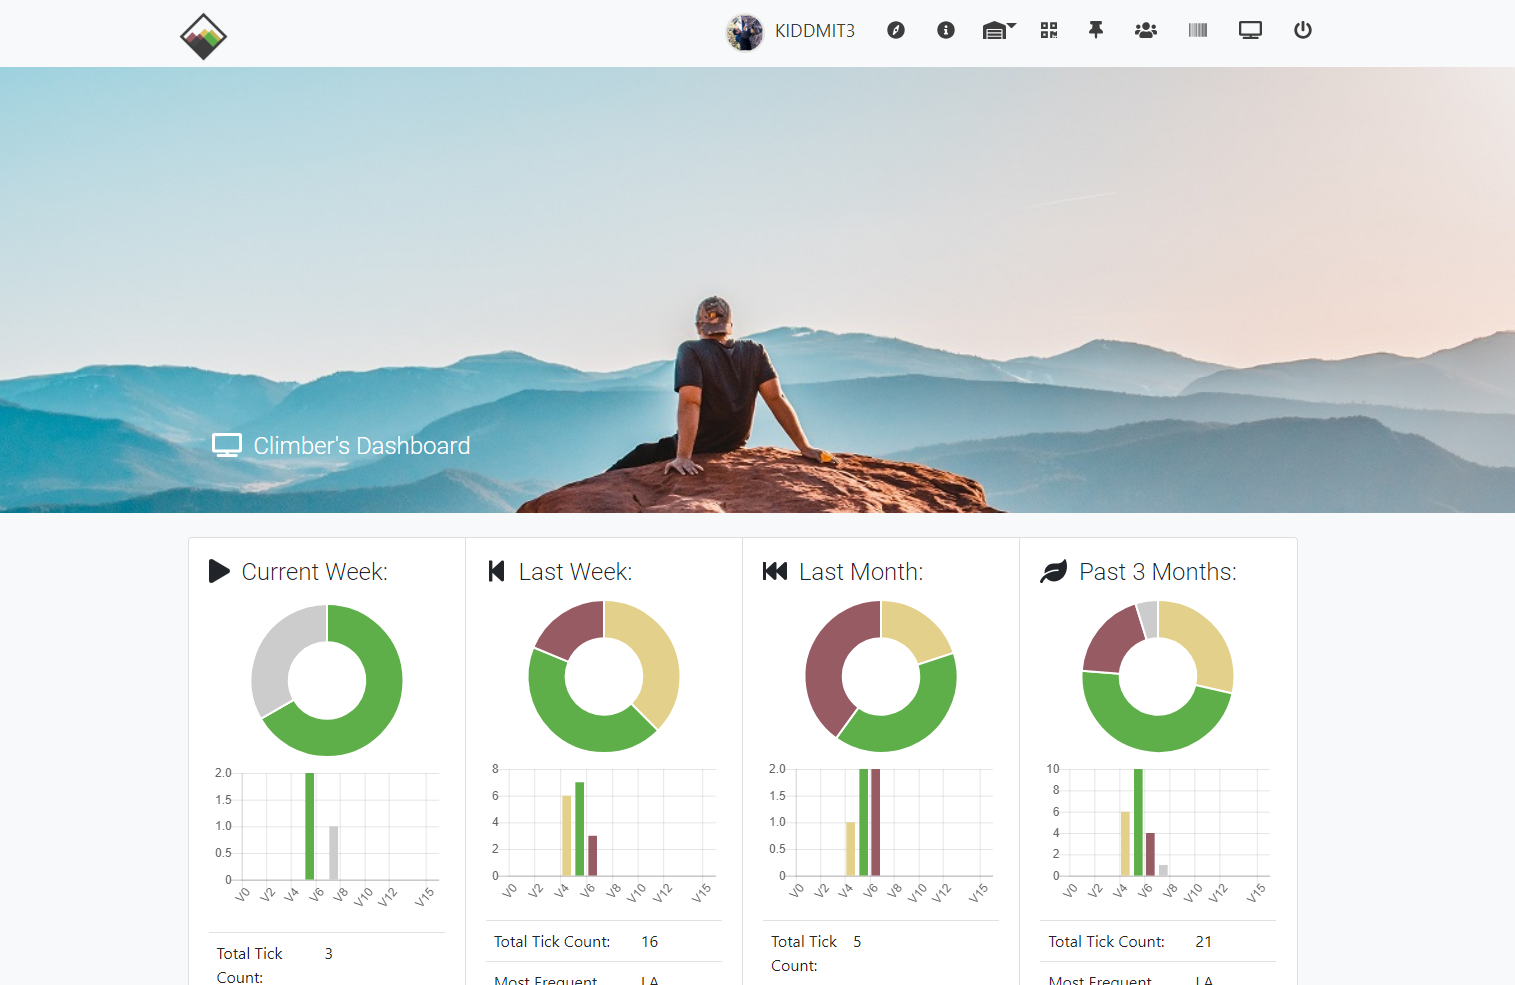 KIDDMIT3
Climber's Dashboard
Current Week:
2.0
1.5
1.0
0.5
0
V0 V2 V4 V6 V8 V10 V12 V15
Total Tick Count: 3
Last Week:
8
6
4
2
0
V0 V2 V4 V6 V8 V10 V12 V15
Total Tick Count: 16
Most Frequent LA
Last Month:
2.0
1.5
1.0
0.5
0
V0 V2 V4 V6 V8 V10 V12 V15
Total Tick Count: 5
Past 3 Months:
10
8
6
4
2
0
V0 V2 V4 V6 V8 V10 V12 V15
Total Tick Count: 21
Most Frequent LA